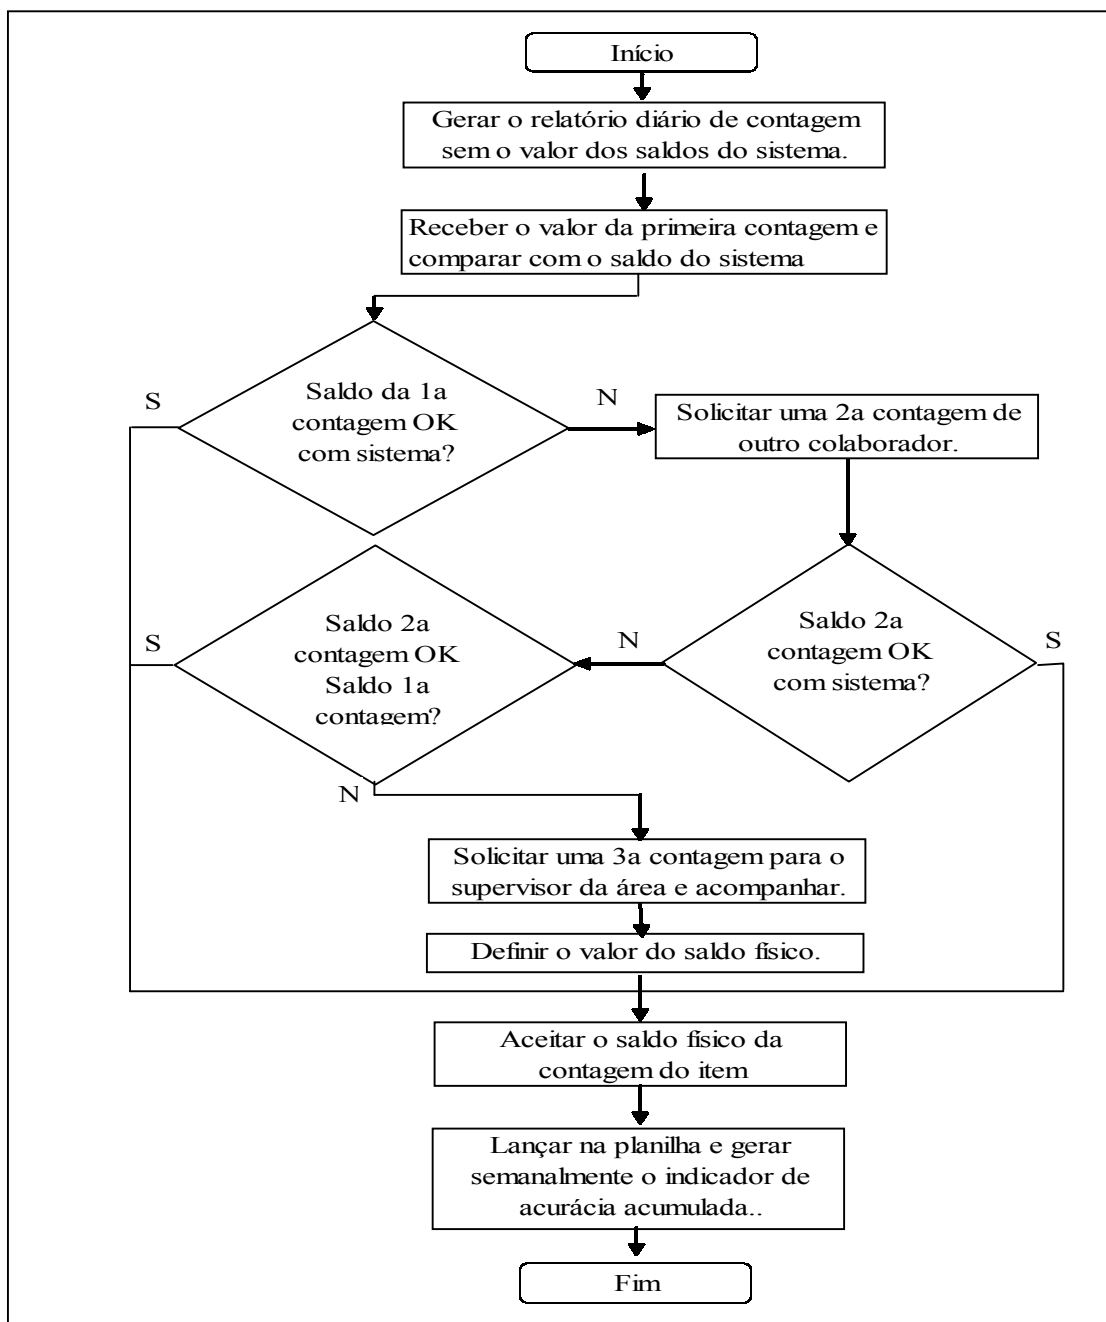 Início
Gerar o relatório diário de contagem
sem o valor dos saldos do sistema.
Receber o valor da primeira contagem e
comparar com o saldo do sistema
S
Saldo da 1a
contagem OK
com sistema?
N
Solicitar uma 2a contagem de
outro colaborador.
S
Saldo 2a
contagem OK
Saldo 1a
contagem?
N
Saldo 2a
contagem OK
com sistema?
S
N
Solicitar uma 3a contagem para o
supervisor da área e acompanhar.
Definir o valor do saldo físico.
Aceitar o saldo físico da
contagem do item
Lançar na planilha e gerar
semanalmente o indicador de
acurácia acumulada..
Fim